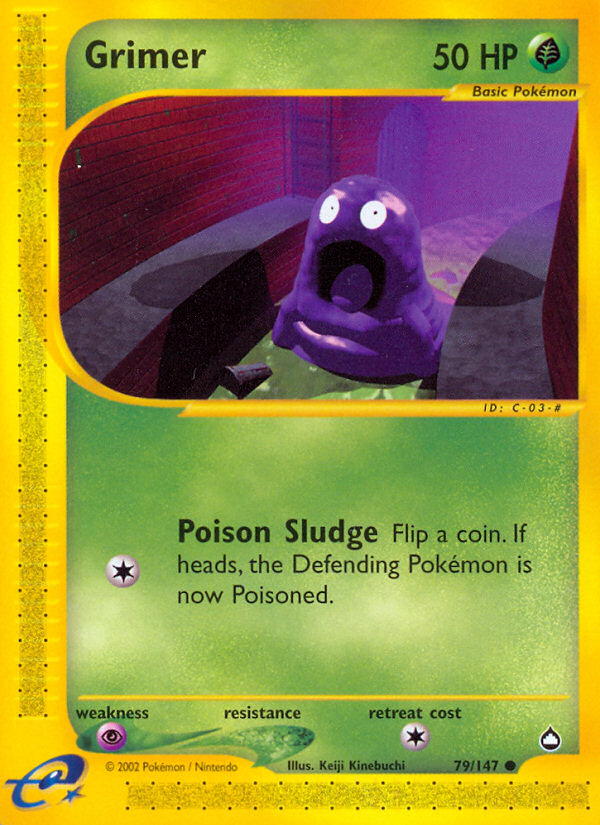 Grimer 50 HP
Basic Pokémon
ID: C-03-#
Poison Sludge Flip a coin. If
heads, the Defending Pokémon is
now Poisoned.
weakness resistance retreat cost
© 2002 Pokémon / Nintendo Illus. Keiji Kinebuchi 79/147 ●
e